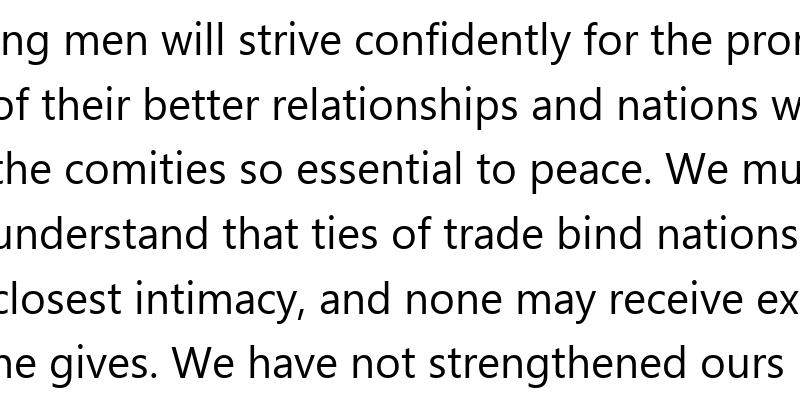 ng men will strive confidently for the pro
of their better relationships and nations w
the comities so essential to peace. We mu
understand that ties of trade bind nations
closest intimacy, and none may receive ex
he gives. We have not strengthened ours